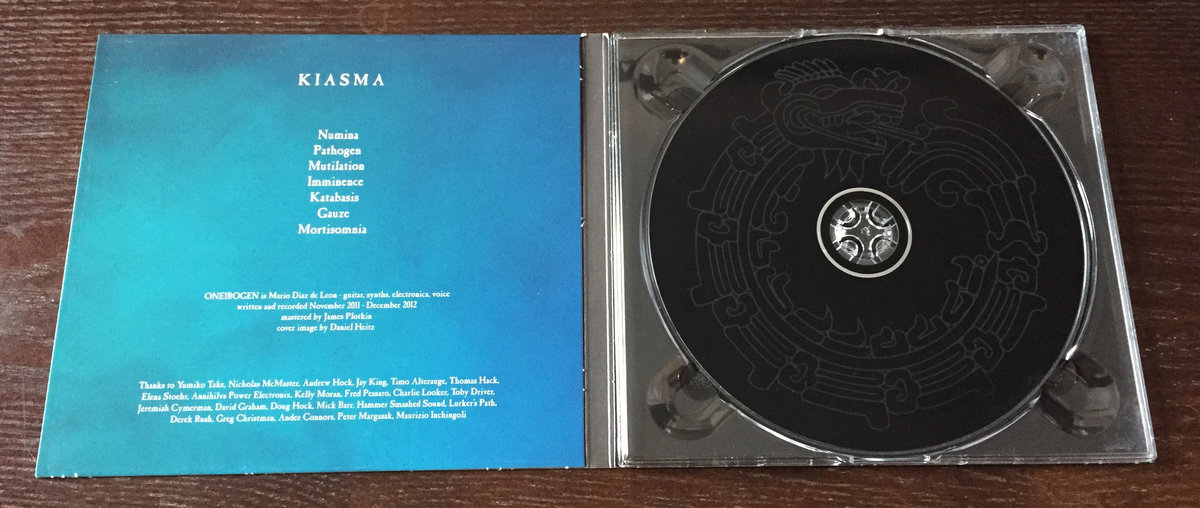 KIASMA
Numina
Pathogen
Mutilation
Imminence
Katabasis
Gauze
Mortisomnia
ONEIROGEN is Mario Diaz de Leon - guitar, synths, electronics, voice
written and recorded November 2011 - December 2012
mastered by James Plotkin
cover image by Daniel Heitz
Thanks to Yumiko Take, Nicholas McMaster, Andrew Hock, Jay King, Timo Alterauge, Thomas Hack,
Elena Stoehr, Annihilvs Power Electronix, Kelly Moran, Fred Pessaro, Charlie Looker, Toby Driver,
Jeremiah Cymerman, David Graham, Doug Hock, Mick Barr, Hammer Smashed Sound, Lurker's Path,
Derek Rush, Greg Christman, Andee Connors, Peter Margasak, Maurizio Inchingoli